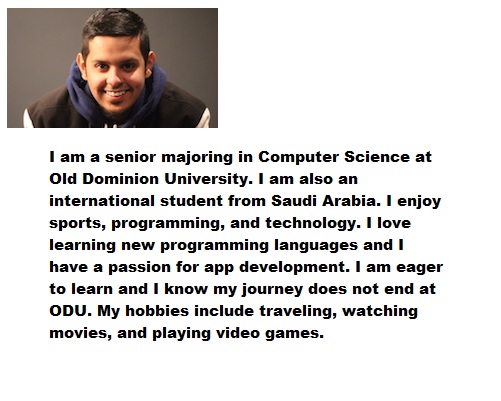 I am a senior majoring in Computer Science at
Old Dominion University. I am also an
international student from Saudi Arabia. I enjoy
sports, programming, and technology. I love
learning new programming languages and I
have a passion for app development. I am eager
to learn and I know my journey does not end at
ODU. My hobbies include traveling, watching
movies, and playing video games.